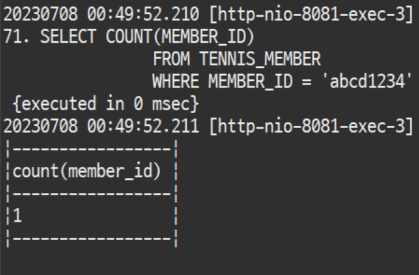 20230708 00:49:52.210 [http-nio-8081-exec-3]
71. SELECT COUNT(MEMBER_ID)
FROM TENNIS_MEMBER
WHERE MEMBER_ID = 'abcd1234'
{executed in 0 msec}
20230708 00:49:52.211 [http-nio-8081-exec-3]
|-----------------|
|count(member_id) |
|-----------------|
|1                |
|-----------------|